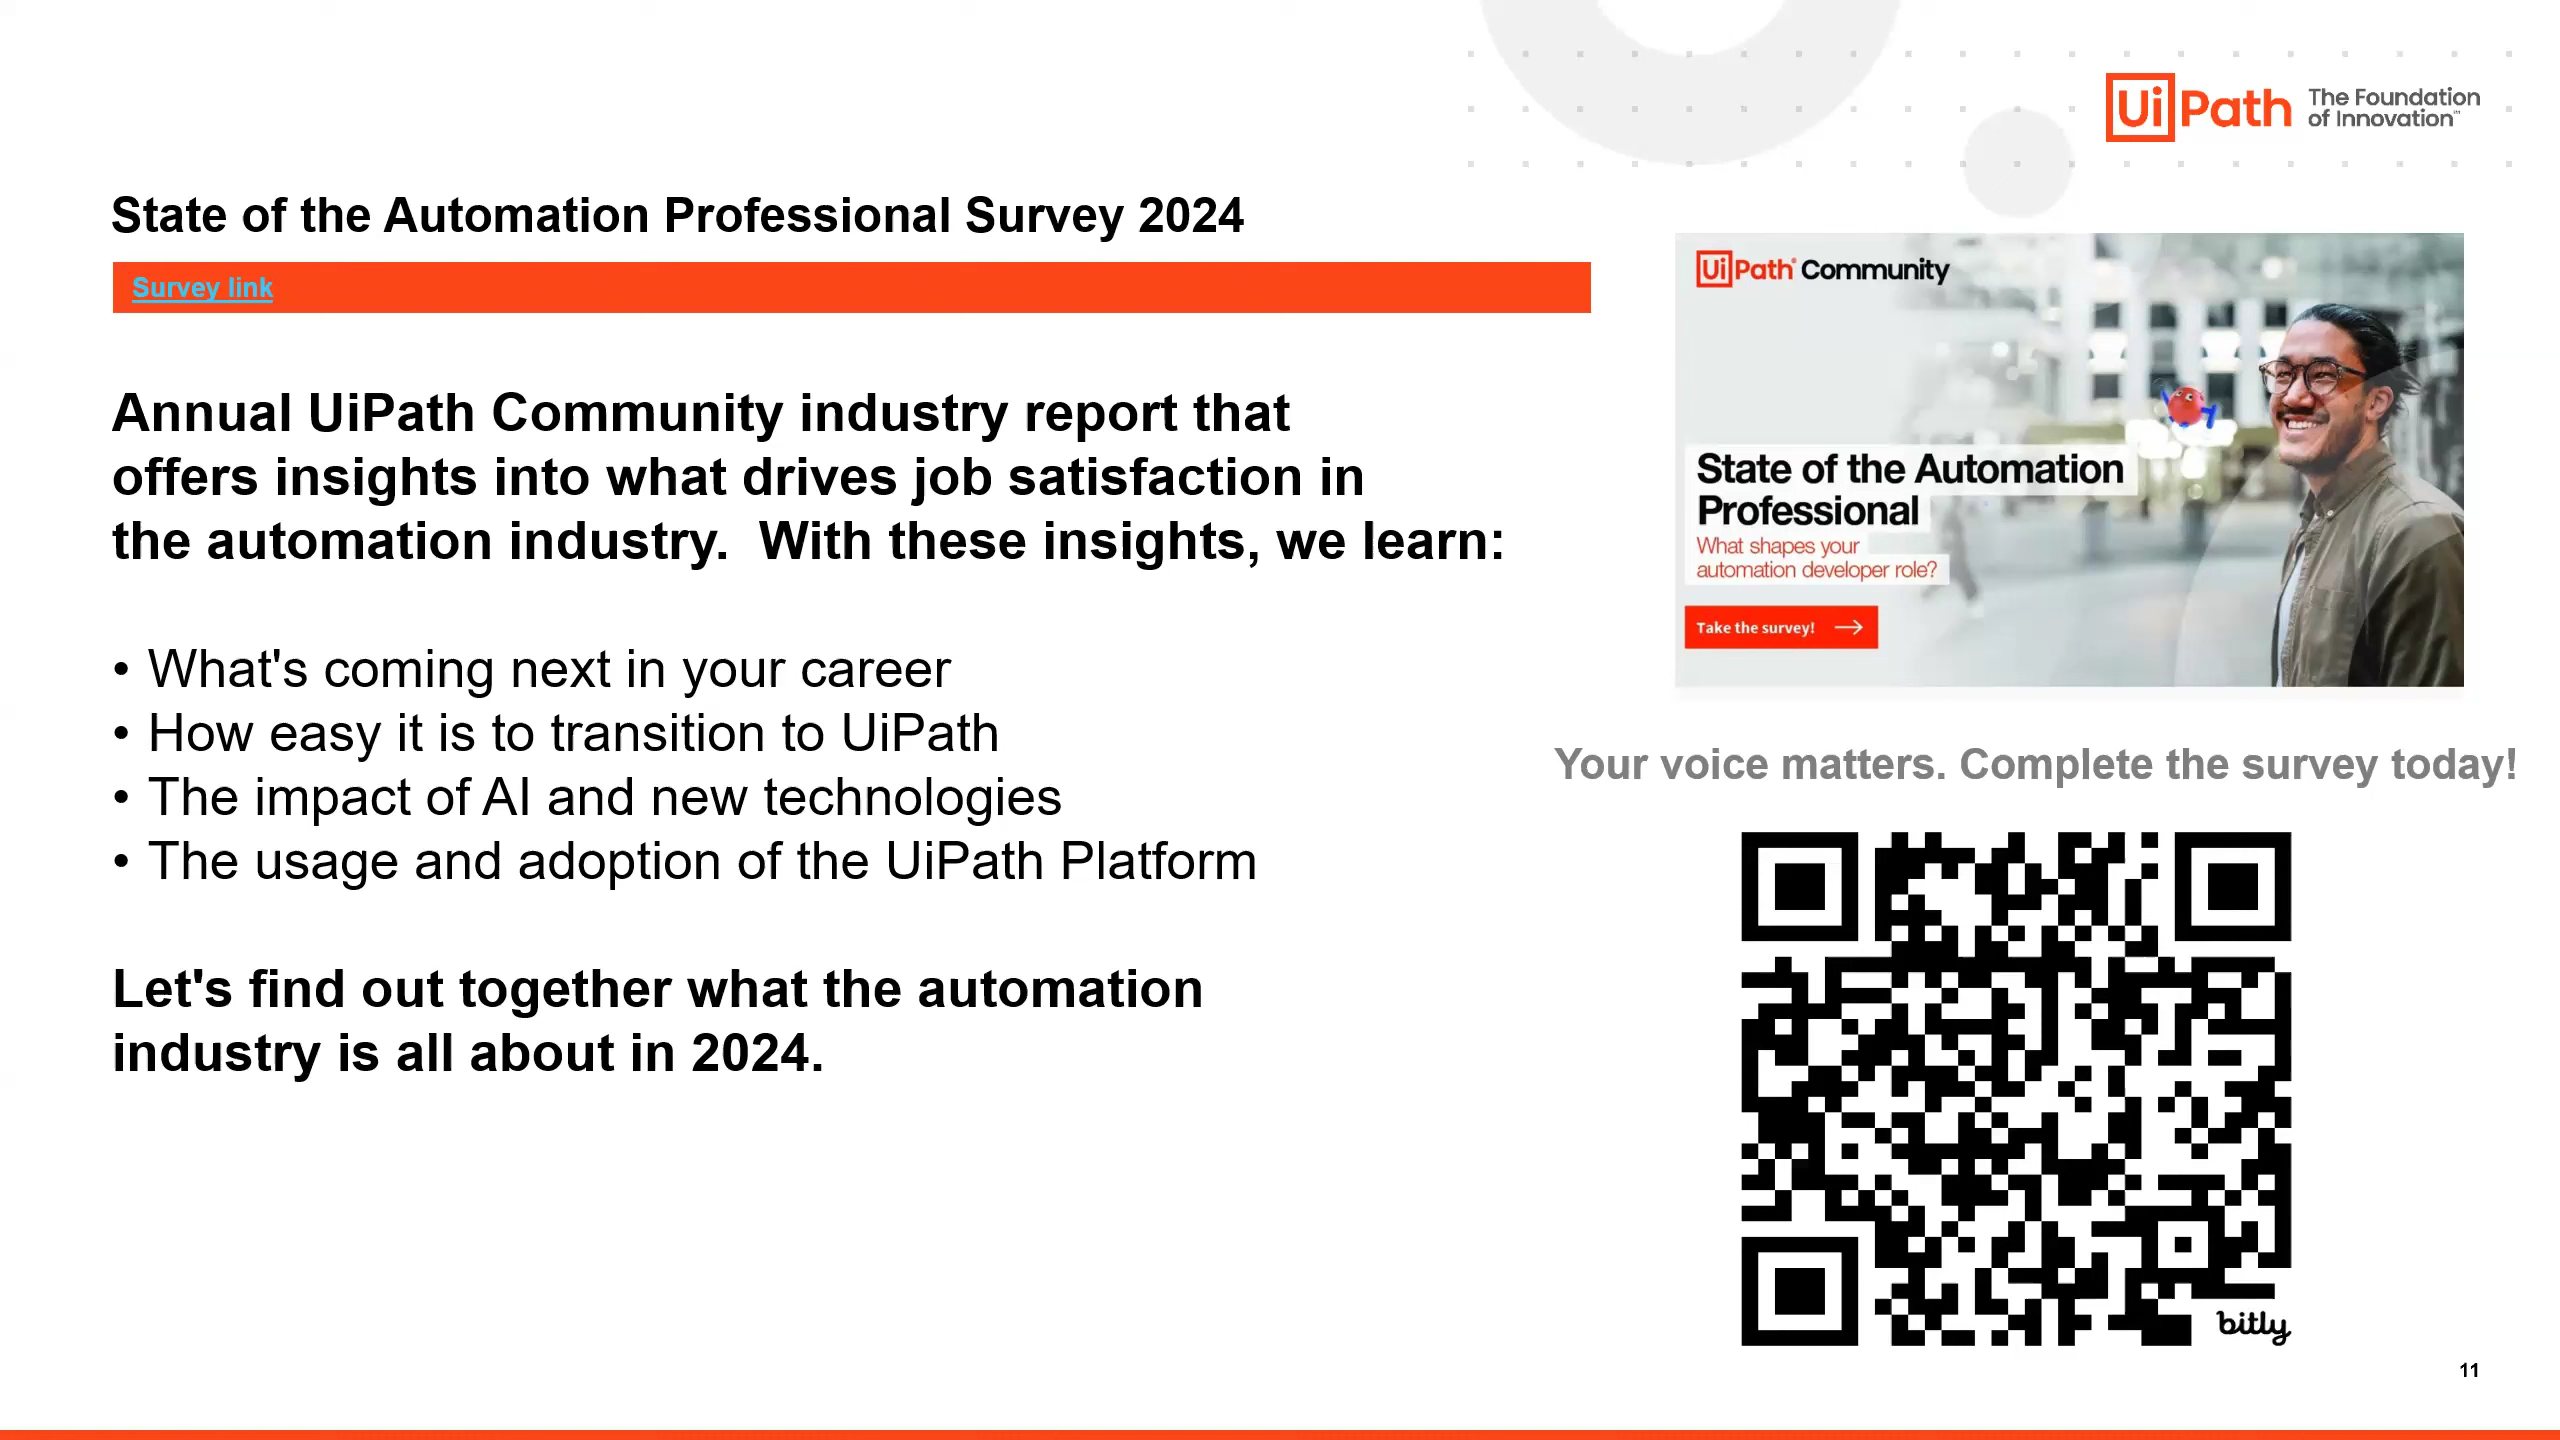 UiPath The Foundation
of Innovation™
State of the Automation Professional Survey 2024
Survey link
Annual UiPath Community industry report that
offers insights into what drives job satisfaction in
the automation industry.  With these insights, we learn:
• What's coming next in your career
• How easy it is to transition to UiPath
• The impact of AI and new technologies
• The usage and adoption of the UiPath Platform
Let's find out together what the automation
industry is all about in 2024.
UiPath® Community
State of the Automation
Professional
What shapes your
automation developer role?
Take the survey!
Your voice matters. Complete the survey today!
bitly
11